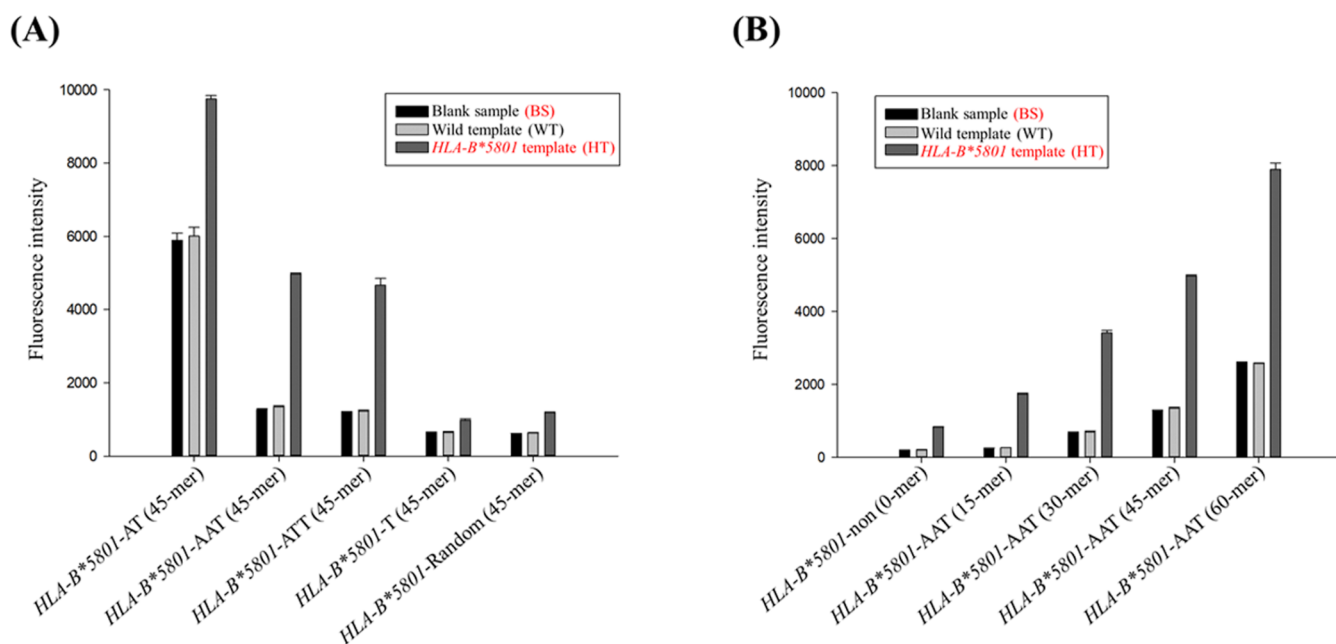 (A)
Fluorescence intensity
10000
8000
6000
4000
2000
0
Blank sample (BS)
Wild template (WT)
HLA-B*5801 template (HT)
HLA-B*5801-AT (45-mer)
HLA-B*5801-AAT (45-mer)
HLA-B*5801-ATT (45-mer)
HLA-B*5801-T (45-mer)
HLA-B*5801-Random (45-mer)
(B)
Fluorescence intensity
10000
8000
6000
4000
2000
0
Blank sample (BS)
Wild template (WT)
HLA-B*5801 template (HT)
HLA-B*5801-non (0-mer)
HLA-B*5801-AAT (15-mer)
HLA-B*5801-AAT (30-mer)
HLA-B*5801-AAT (45-mer)
HLA-B*5801-AAT (60-mer)